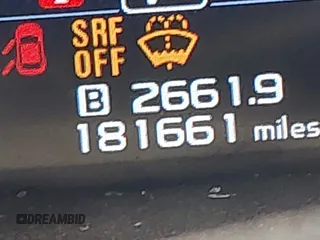 SRF
OFF
B 2661.9
181661 miles
DREAMBID